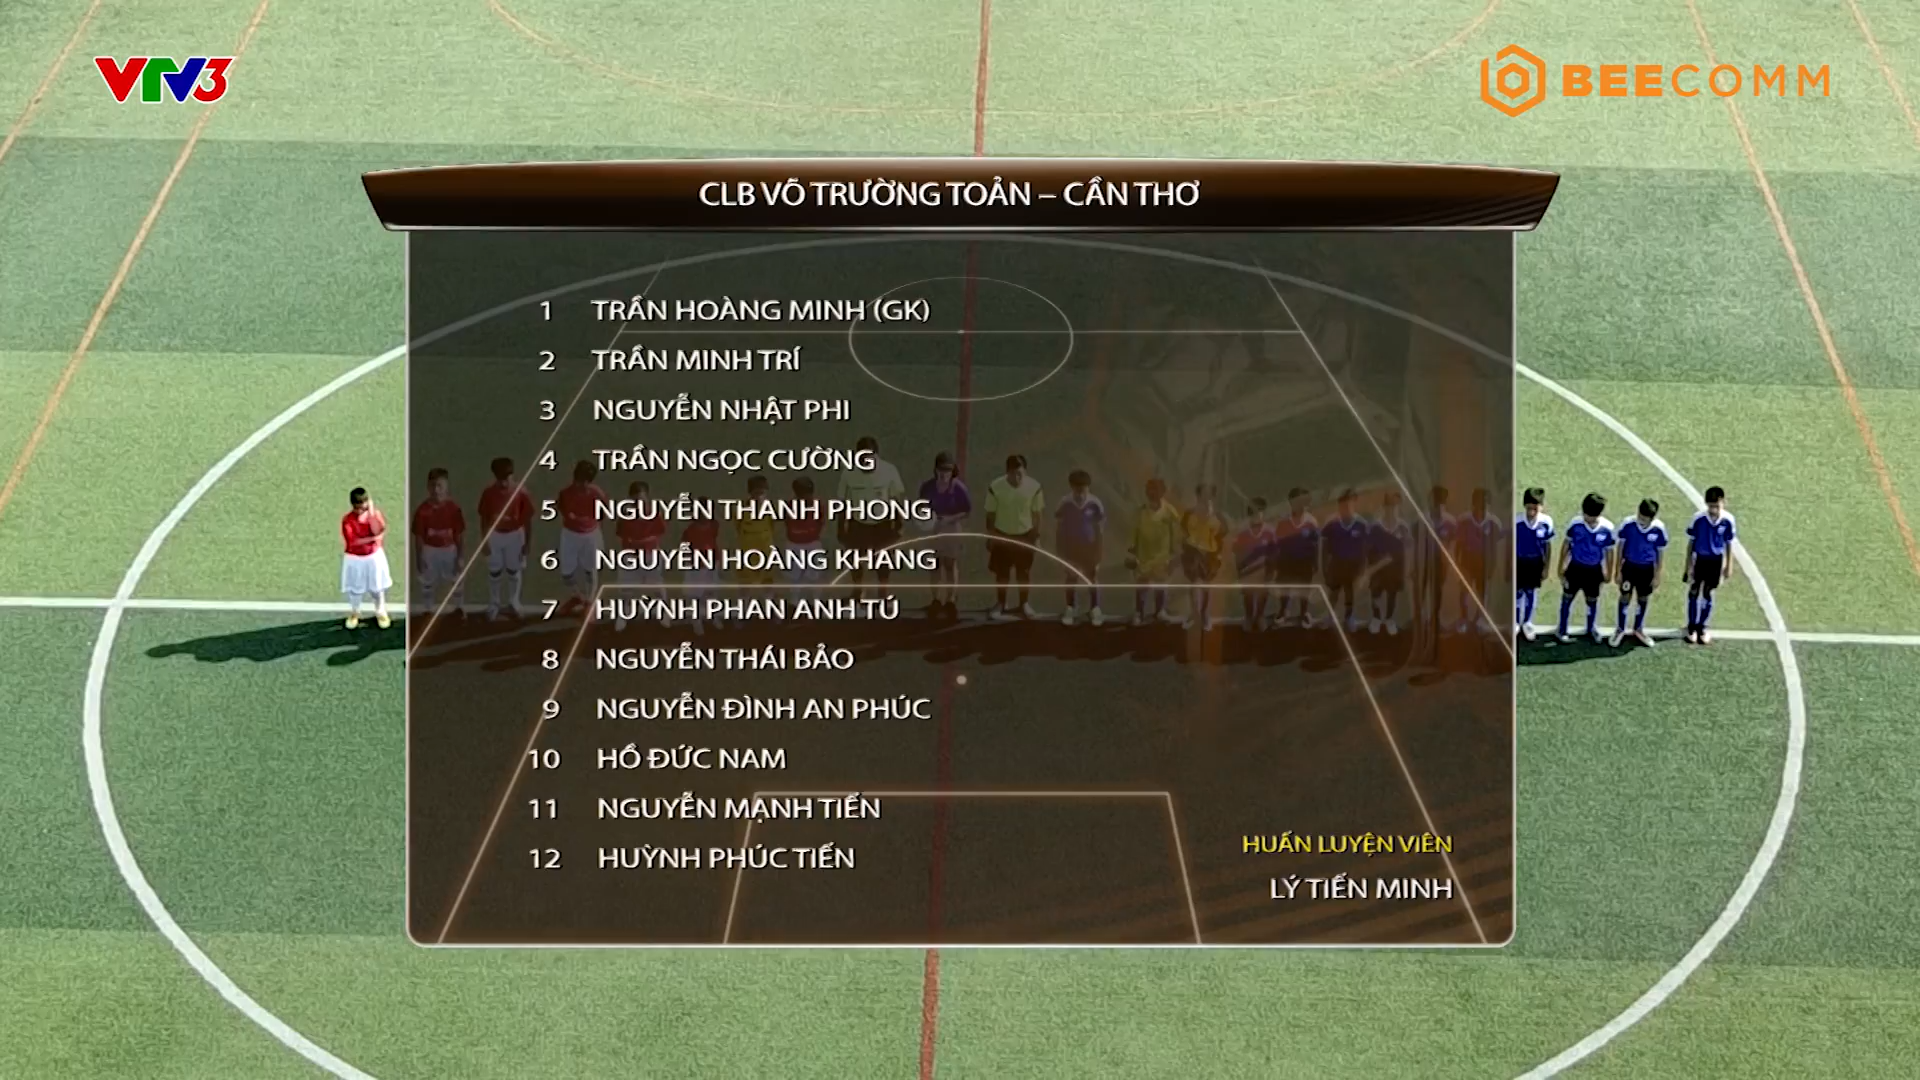 VTV3
BEECOMM
CLB VÕ TRƯỜNG TOẢN – CẦN THƠ
1 TRẦN HOÀNG MINH (GK)
2 TRẦN MINH TRÍ
3 NGUYỄN NHẬT PHI
4 TRẦN NGỌC CƯỜNG
5 NGUYỄN THANH PHONG
6 NGUYỄN HOÀNG KHANG
7 HUỲNH PHAN ANH TÚ
8 NGUYỄN THÁI BẢO
9 NGUYỄN ĐÌNH AN PHÚC
10 HỒ ĐỨC NAM
11 NGUYỄN MẠNH TIẾN
12 HUỲNH PHÚC TIẾN
HUẤN LUYỆN VIÊN
LÝ TIẾN MINH